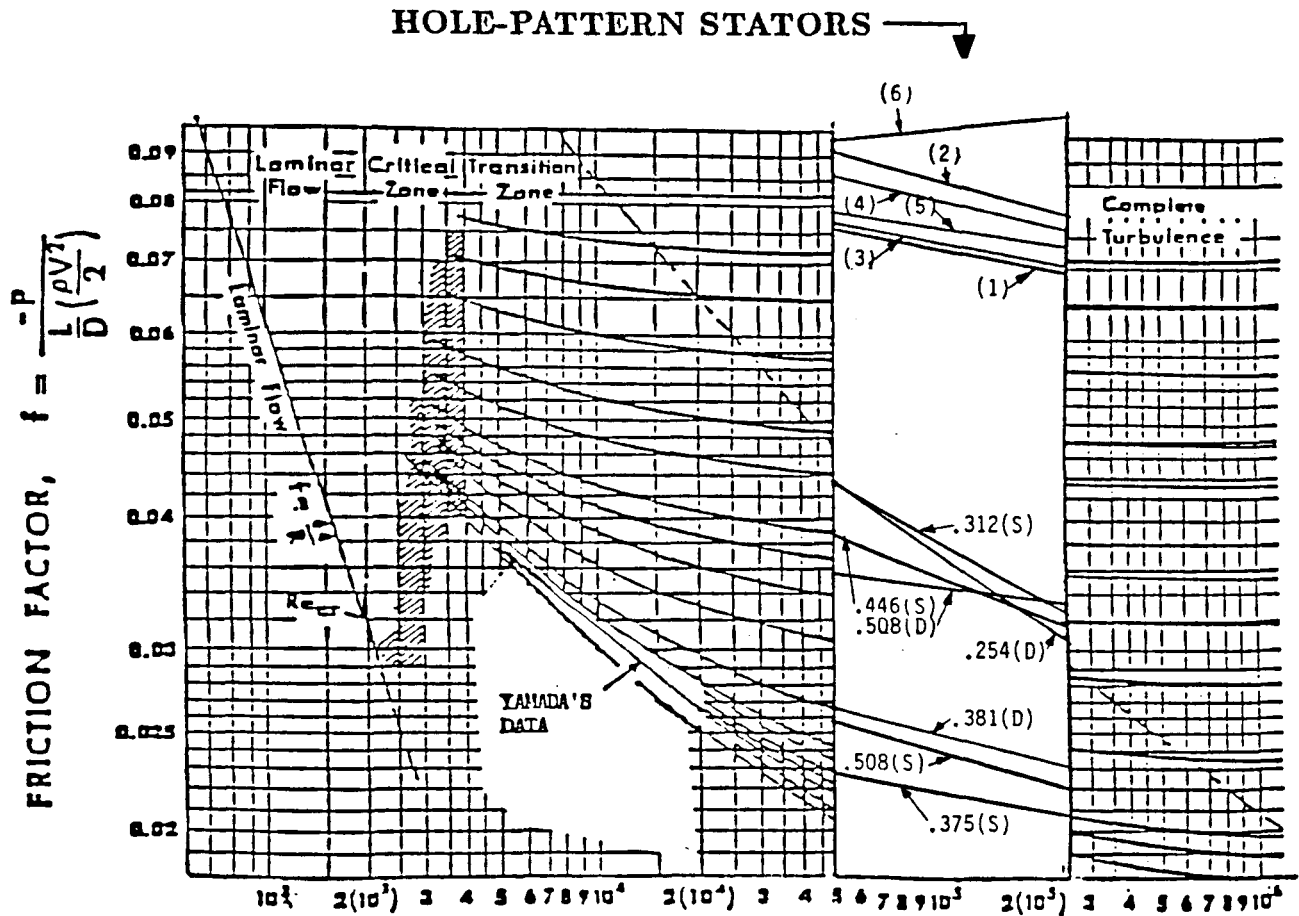 HOLE-PATTERN STATORS
(6)
0.09
Laminar Flow
Critical Zone
Transition Zone
(2)
0.08
(4)
(5)
Complete Turbulence
0.07
(3)
(1)
0.06
Laminar flow
0.05
FRICTION FACTOR, f =
L
D
(ρV²
2)
0.04
.312(S)
.446(S)
.508(D)
.254(D)
0.03
YAMADA'S
DATA
0.025
.381(D)
.508(S)
.375(S)
0.02
10³ 2(10³) 3 4 5 6 7 8 9 10⁴ 2(10⁴) 3 4 5 6 7 8 9 10⁵ 2(10⁵) 3 4 5 6 7 8 9 10⁶